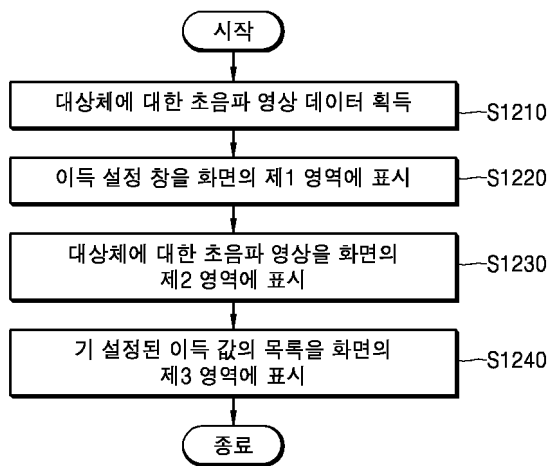 시작
대상체에 대한 초음파 영상 데이터 획득
S1210
이득 설정 창을 화면의 제1 영역에 표시
S1220
대상체에 대한 초음파 영상을 화면의
제2 영역에 표시
S1230
기 설정된 이득 값의 목록을 화면의
제3 영역에 표시
S1240
종료